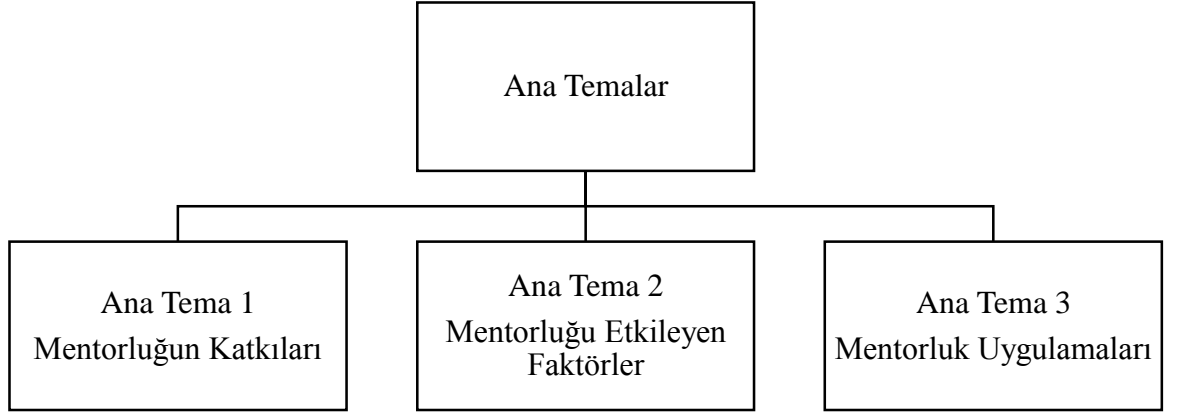 Ana Temalar
Ana Tema 1
Mentorluğun Katkıları
Ana Tema 2
Mentorluğu Etkileyen
Faktörler
Ana Tema 3
Mentorluk Uygulamaları